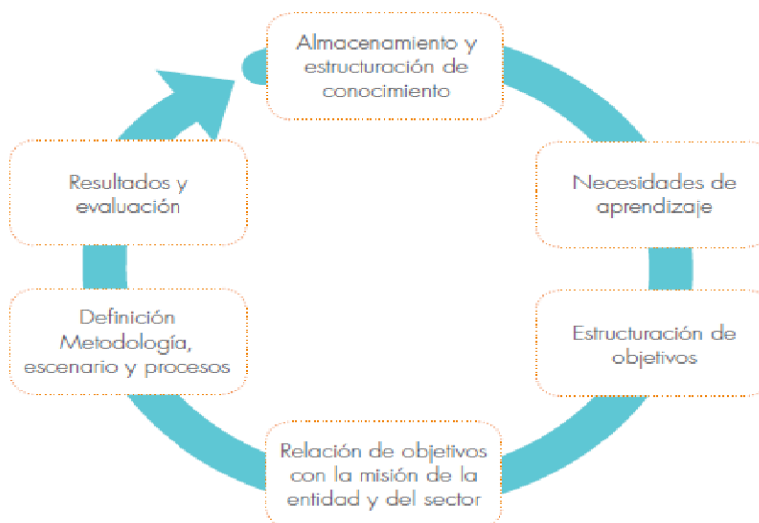 Almacenamiento y
estructuración de
conocimiento
Necesidades de
aprendizaje
Estructuración de
objetivos
Relación de objetivos
con la misión de la
entidad y del sector
Definición
Metodología,
escenario y procesos
Resultados y
evaluación